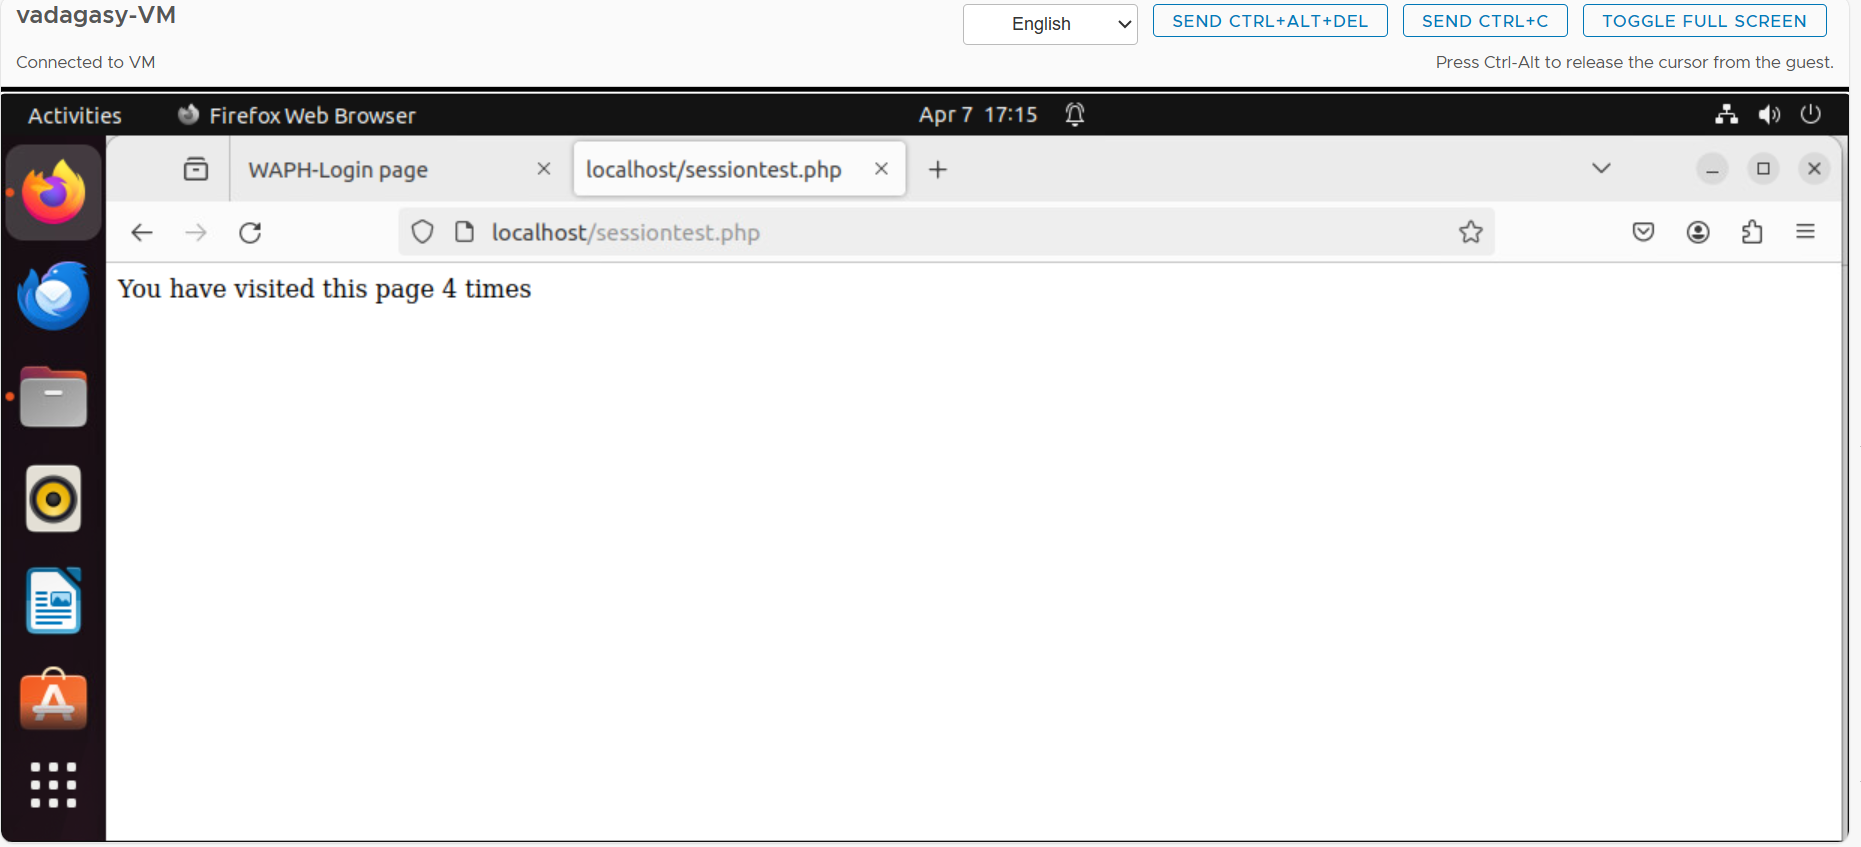 vadagasy-VM
English
SEND CTRL+ALT+DEL
SEND CTRL+C
TOGGLE FULL SCREEN
Connected to VM
Press Ctrl-Alt to release the cursor from the guest.
Activities
Firefox Web Browser
Apr 7 17:15
WAPH-Login page
localhost/sessiontest.php
localhost/sessiontest.php
You have visited this page 4 times